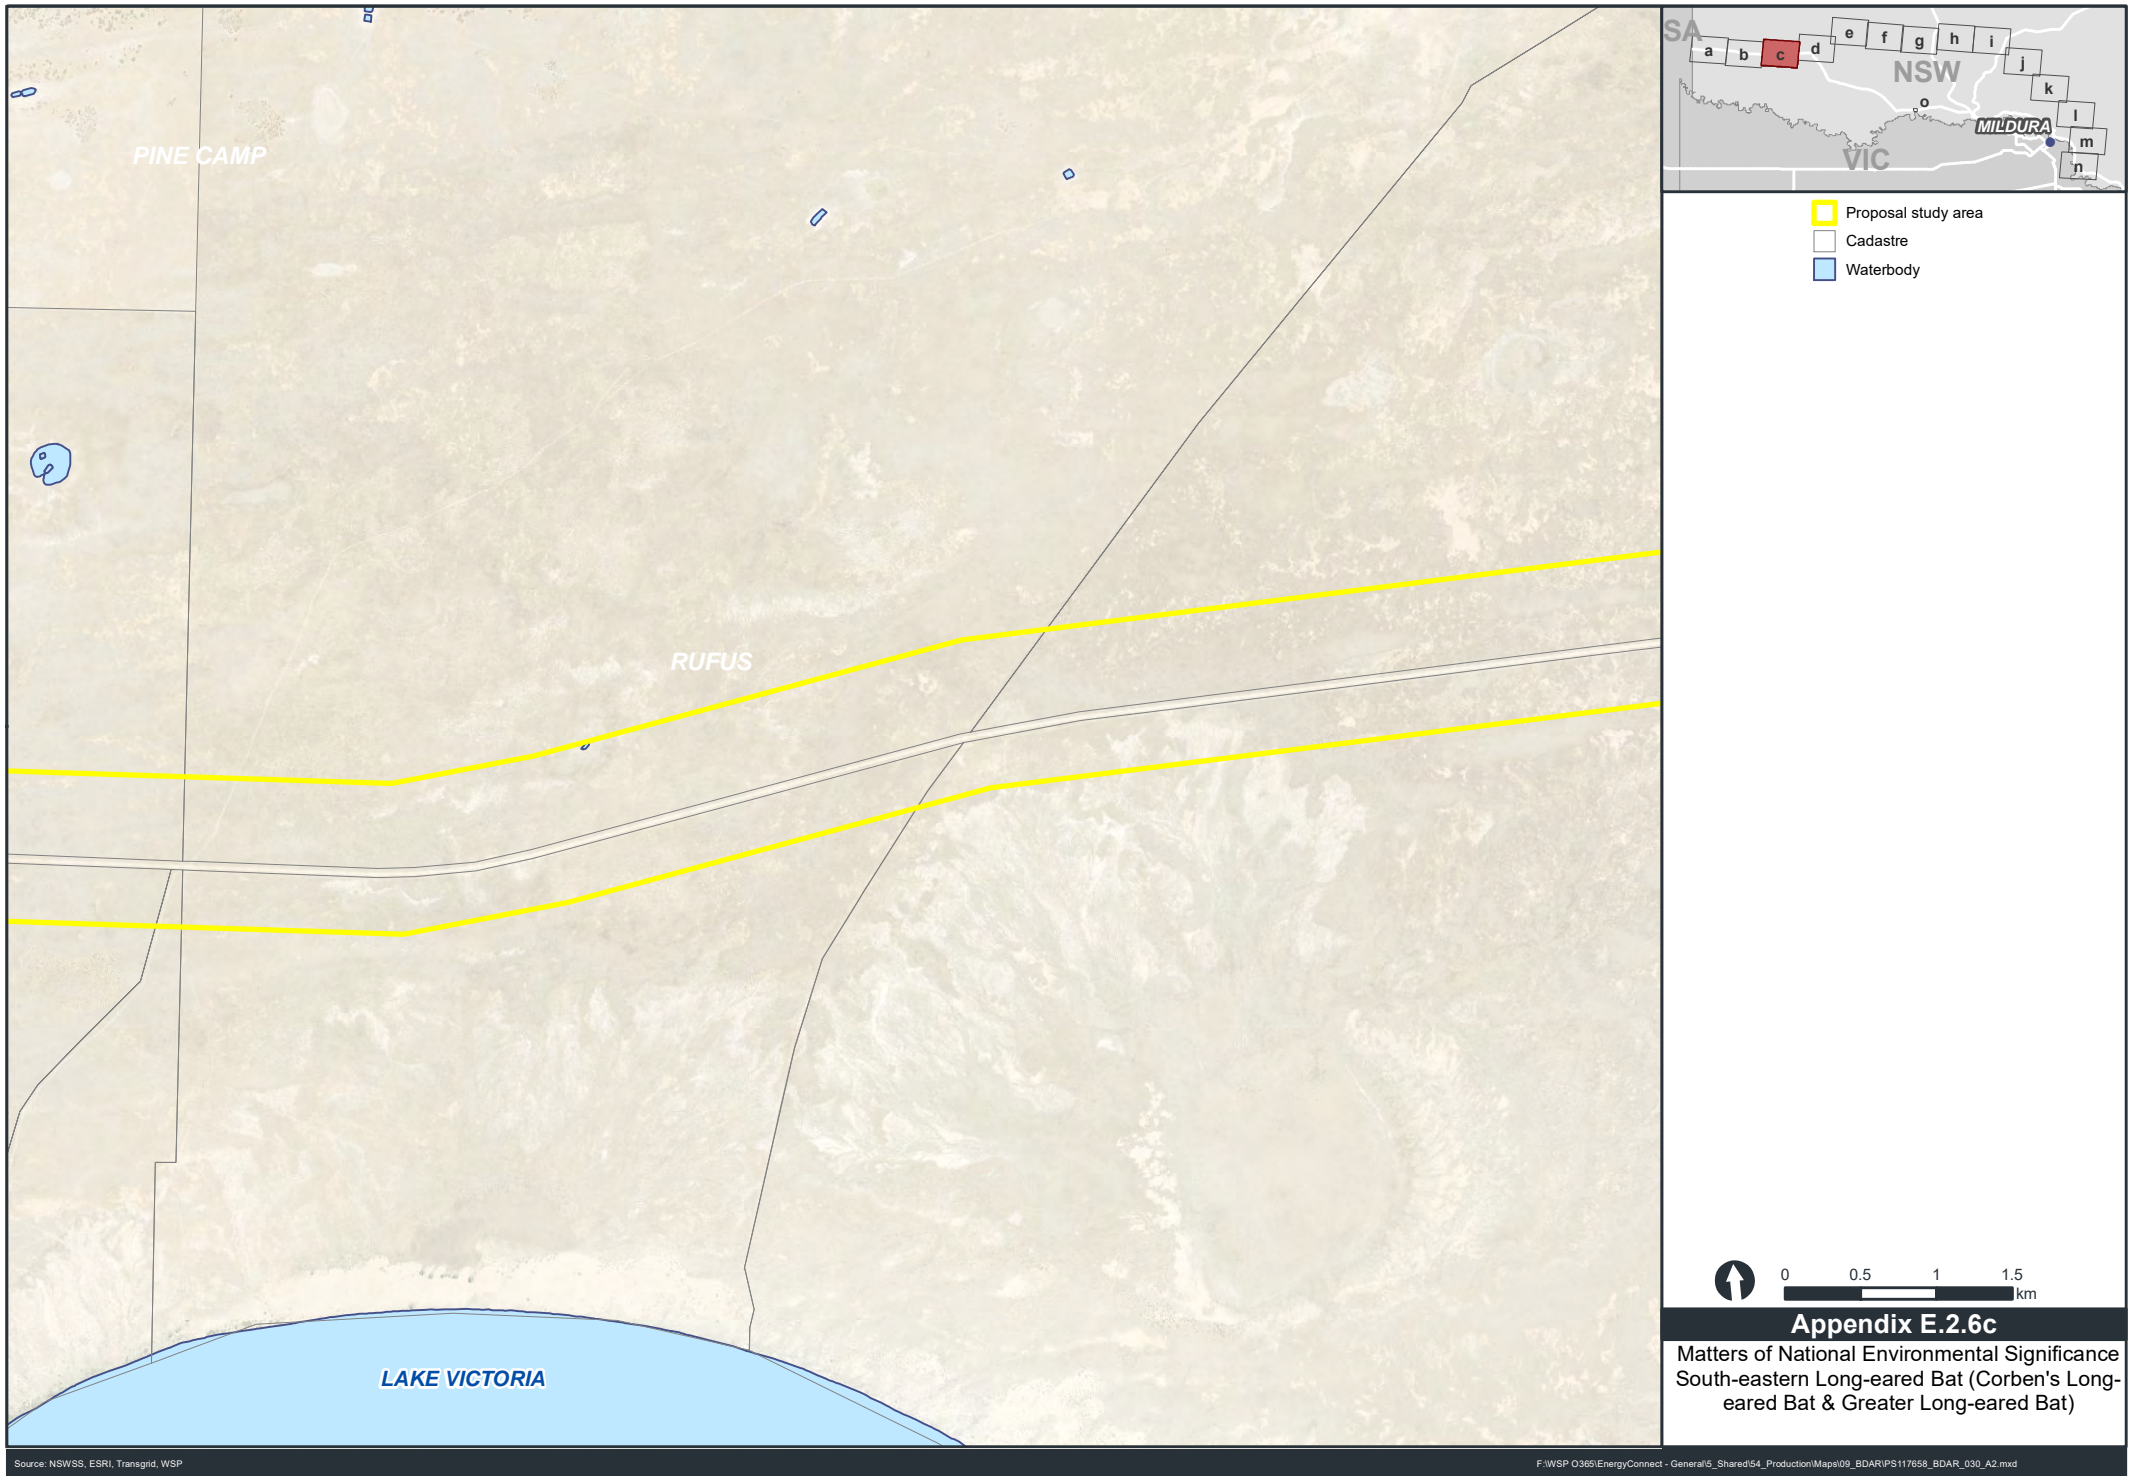 PINE CAMP
RUFUS
LAKE VICTORIA
SA
a
b
c
d
e
f
g
h
i
j
k
l
m
n
o
NSW
MILDURA
VIC
Proposal study area
Cadastre
Waterbody
0 0.5 1 1.5
km
Appendix E.2.6c
Matters of National Environmental Significance
South-eastern Long-eared Bat (Corben's Long-
eared Bat & Greater Long-eared Bat)
Source: NSWSS, ESRI, Transgrid, WSP
F:\WSP O365\EnergyConnect - General\5_Shared\54_Production\Maps\09_BDAR\PS117658_BDAR_030_A2.mxd